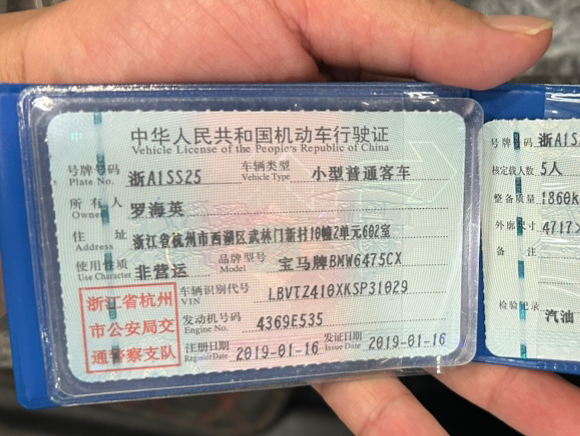 中华人民共和国机动车行驶证
Vehicle License of the People's Republic of China
号牌号码 浙A1SS25 车辆类型 小型普通客车
Plate No. Vehicle Type
所有人 罗海英
Owner
住址 浙江省杭州市西湖区武林门新村10幢2单元602室
Address
使用性质 非营运 品牌型号 宝马牌BMW6475CX
Use Character Model
浙江省杭州
市公安局交
通警察支队
车辆识别代号 LBVTZ410XKSP31029
VIN
发动机号码 4369E535
Engine No.
注册日期 2019-01-16 发证日期 2019-01-16
Register Date Issue Date
号牌号码 浙A1S
核定载人数 5人
整备质量 1860k
外廓尺寸 4717×
备注
检验记录
汽油